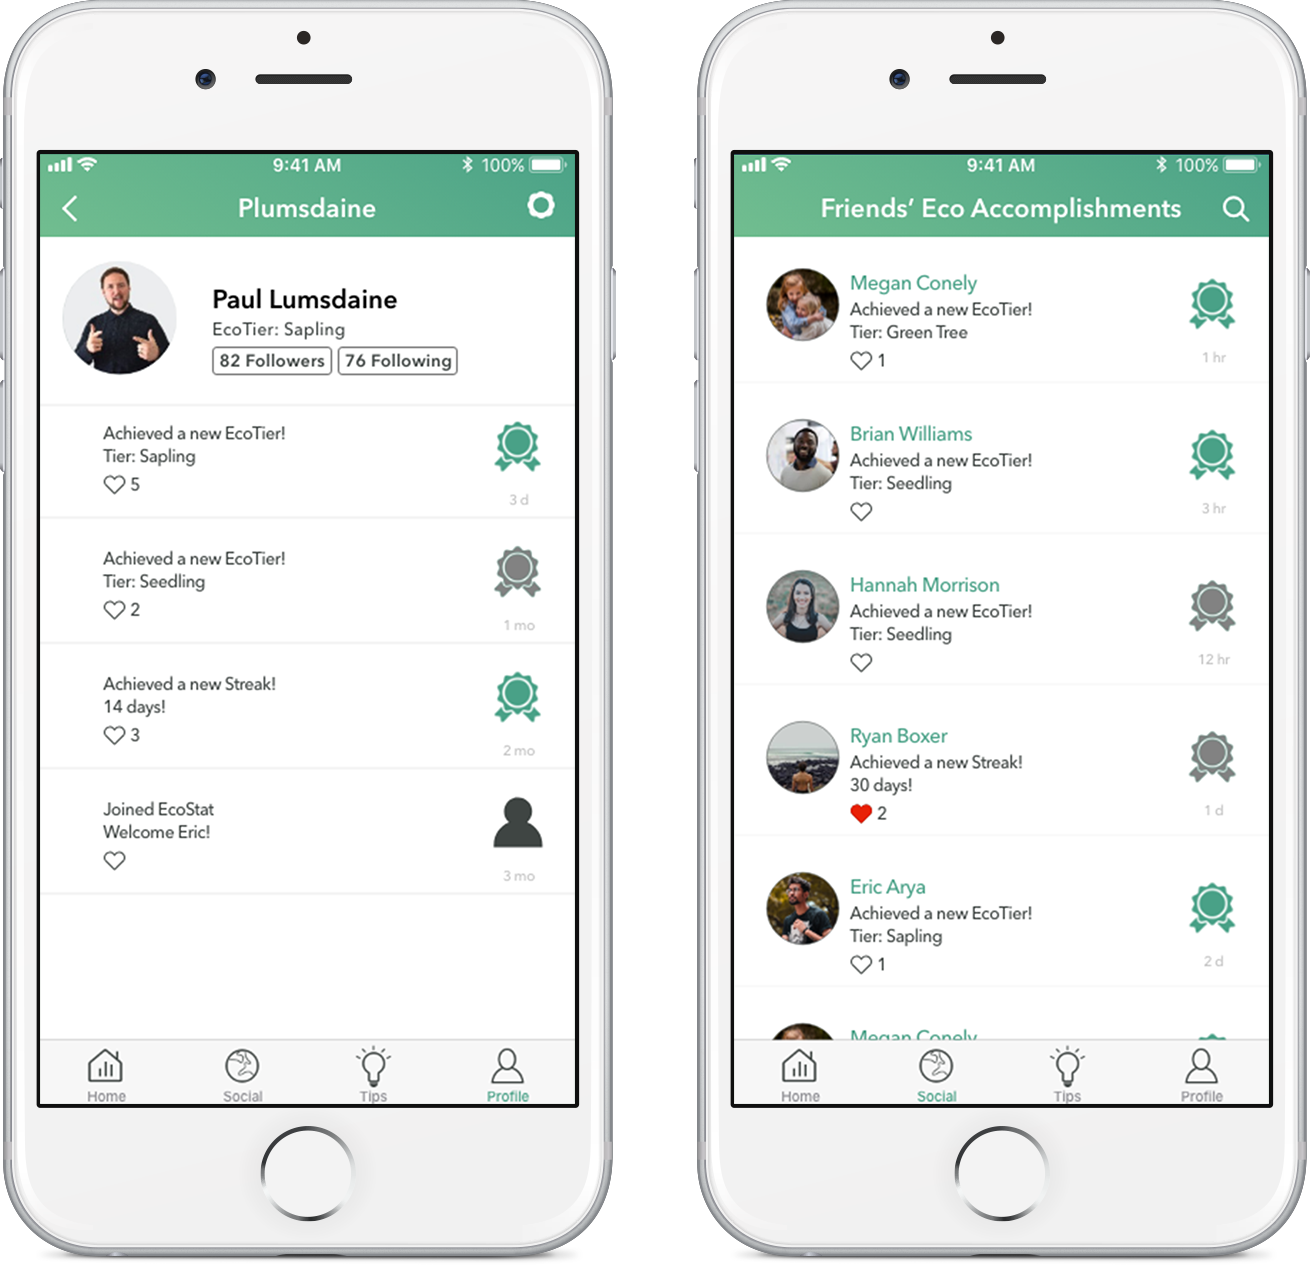 9:41 AM
100%
Plumsdaine
Paul Lumsdaine
EcoTier: Sapling
82 Followers
76 Following
Achieved a new EcoTier!
Tier: Sapling
5
3 d
Achieved a new EcoTier!
Tier: Seedling
2
1 mo
Achieved a new Streak!
14 days!
3
2 mo
Joined EcoStat
Welcome Eric!
3 mo
Home
Social
Tips
Profile
9:41 AM
100%
Friends’ Eco Accomplishments
Megan Conely
Achieved a new EcoTier!
Tier: Green Tree
1
1 hr
Brian Williams
Achieved a new EcoTier!
Tier: Seedling
3 hr
Hannah Morrison
Achieved a new EcoTier!
Tier: Seedling
12 hr
Ryan Boxer
Achieved a new Streak!
30 days!
2
1 d
Eric Arya
Achieved a new EcoTier!
Tier: Sapling
1
2 d
Megan Conely
Home
Social
Tips
Profile